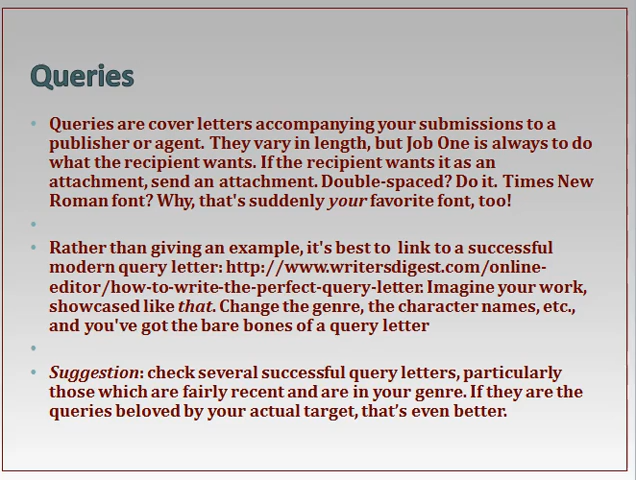 Queries
Queries are cover letters accompanying your submissions to a
publisher or agent. They vary in length, but Job One is always to do
what the recipient wants. If the recipient wants it as an
attachment, send an attachment. Double-spaced? Do it. Times New
Roman font? Why, that's suddenly your favorite font, too!
Rather than giving an example, it's best to link to a successful
modern query letter: http://www.writersdigest.com/online-
editor/how-to-write-the-perfect-query-letter. Imagine your work,
showcased like that. Change the genre, the character names, etc.,
and you've got the bare bones of a query letter
Suggestion: check several successful query letters, particularly
those which are fairly recent and are in your genre. If they are the
queries beloved by your actual target, that’s even better.